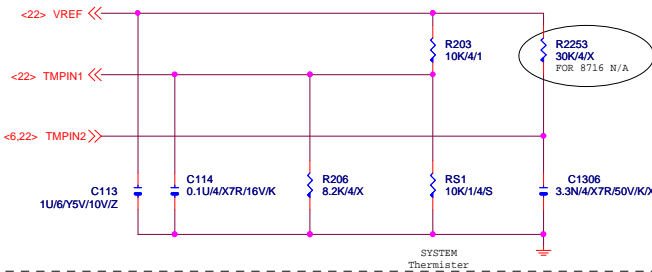 <22> VREF
R203
10K/4/1
R2253
30K/4/X
FOR 8716 N/A
<22> TMPIN1
<6,22> TMPIN2
C113
1U/6/Y5V/10V/Z
C114
0.1U/4/X7R/16V/K
R206
8.2K/4/X
RS1
10K/1/4/S
C1306
3.3N/4/X7R/50V/K/X
SYSTEM
Thermister